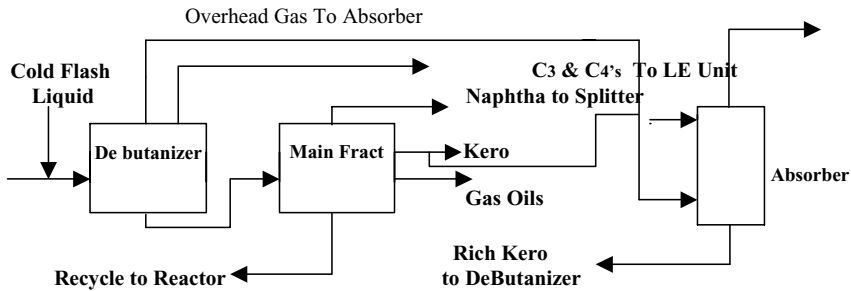 Overhead Gas To Absorber
Cold Flash
Liquid
C3 & C4's To LE Unit
Naphtha to Splitter
De butanizer
Main Fract
Kero
Gas Oils
Absorber
Rich Kero
to DeButanizer
Recycle to Reactor